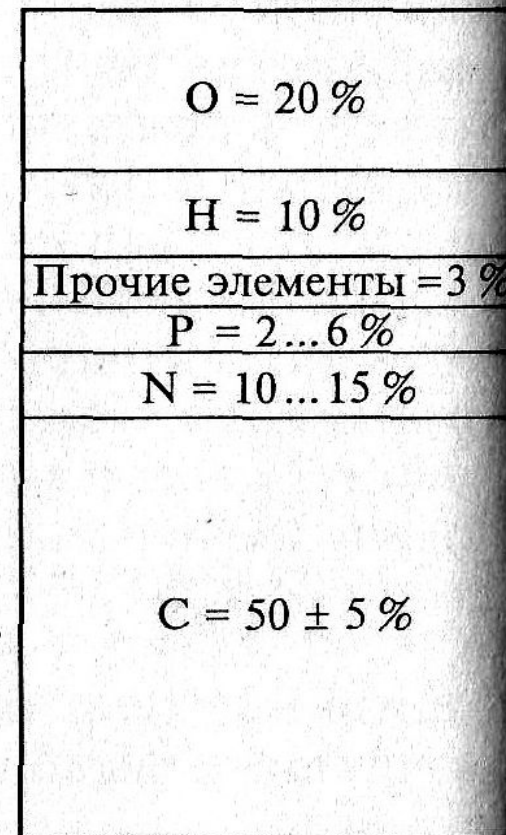 O = 20 %
H = 10 %
Прочие элементы =3 %
P = 2...6 %
N = 10...15 %
C = 50 ± 5 %